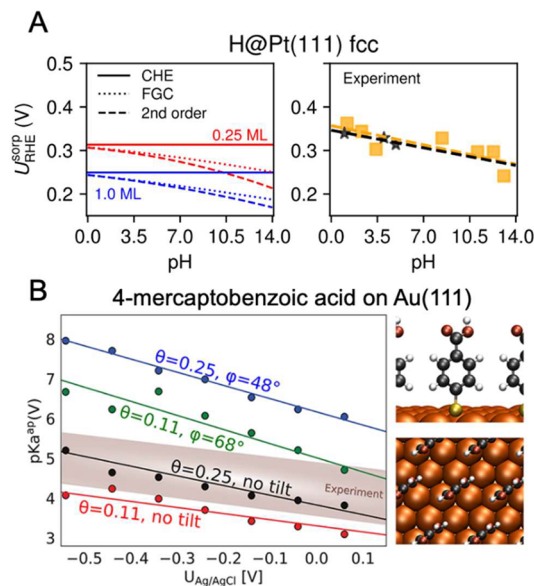 A
H@Pt(111) fcc
0.5
0.4
0.3
0.2
CHE
FGC
2nd order
0.25 ML
1.0 ML
U^sorp_RHE (V)
0.0 3.5 7.0 10.5 14.0
pH
0.5
0.4
0.3
0.2
Experiment
0.0 3.5 7.0 10.5 14.0
pH
B
4-mercaptobenzoic acid on Au(111)
8
7
6
5
4
3
pKa^ap(V)
θ=0.25, φ=48°
θ=0.11, φ=68°
θ=0.25, no tilt
Experiment
θ=0.11, no tilt
−0.5 −0.4 −0.3 −0.2 −0.1 0.0 0.1
U_Ag/AgCl [V]